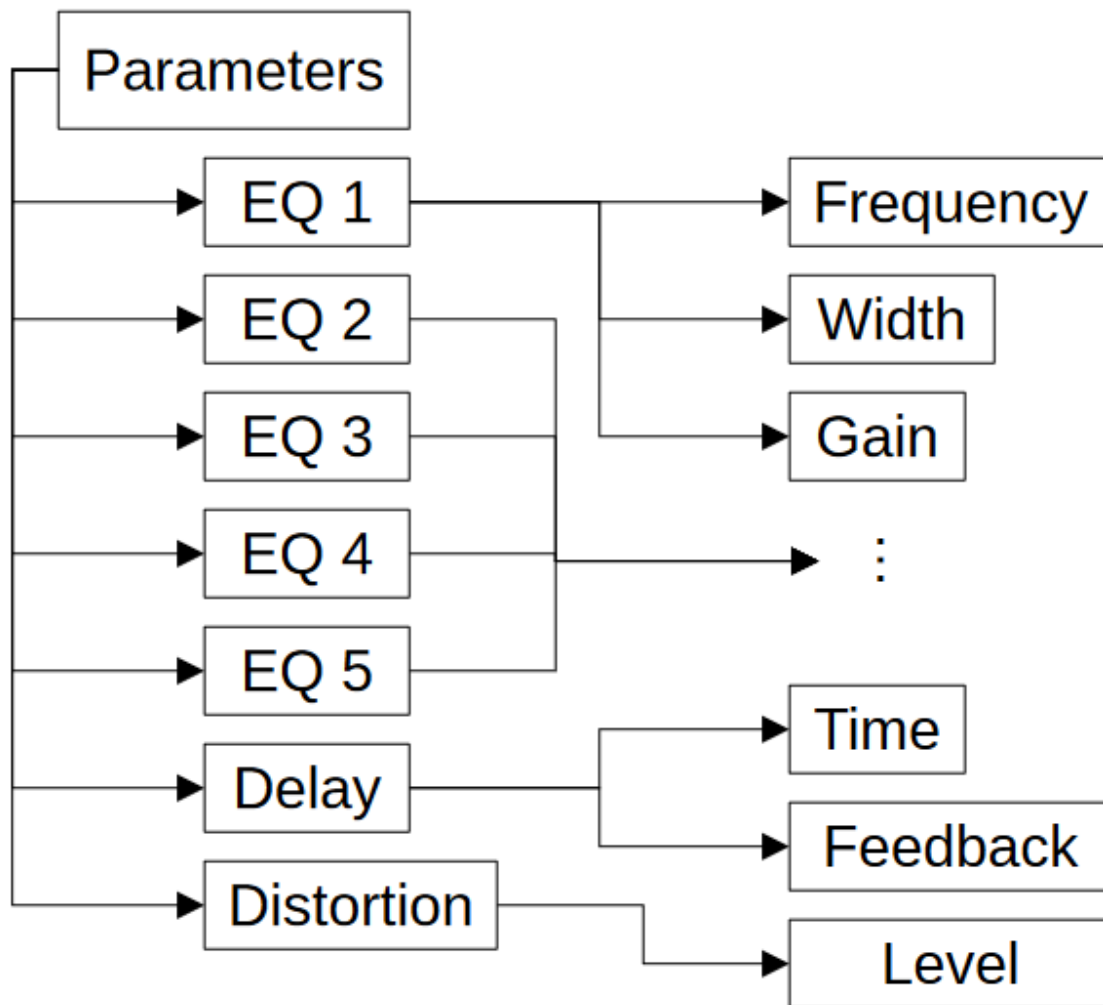 Parameters
EQ 1
Frequency
EQ 2
Width
EQ 3
Gain
EQ 4
⋮
EQ 5
Time
Delay
Feedback
Distortion
Level